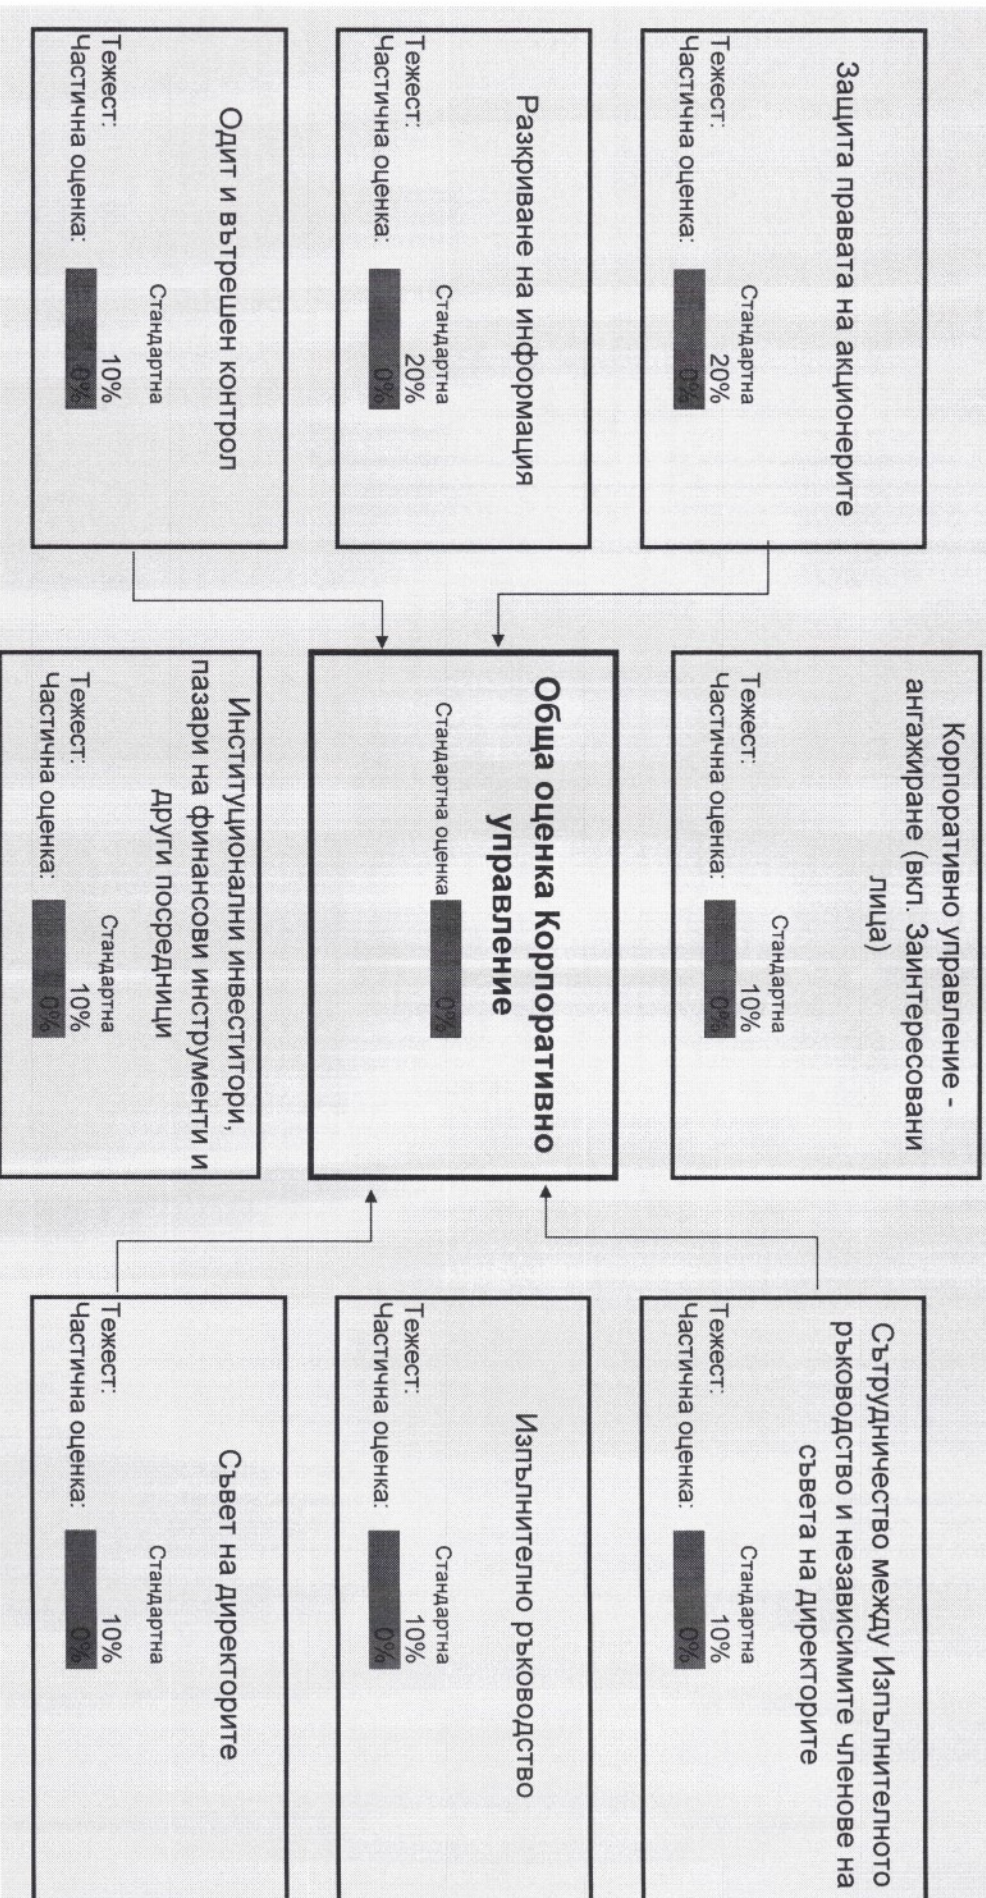 Защита правата на акционерите
Стандартна
Тежест: 20%
Частична оценка: 0%
Корпоративно управление -
ангажиране (вкл. Заинтересовани
лица)
Стандартна
Тежест: 10%
Частична оценка: 0%
Сътрудничество между Изпълнителното
ръководство и независимите членове на
съвета на директорите
Стандартна
Тежест: 10%
Частична оценка: 0%
Разкриване на информация
Стандартна
Тежест: 20%
Частична оценка: 0%
Обща оценка Корпоративно
управление
Стандартна оценка 0%
Изпълнително ръководство
Стандартна
Тежест: 10%
Частична оценка: 0%
Одит и вътрешен контрол
Стандартна
Тежест: 10%
Частична оценка: 0%
Институционални инвеститори,
пазари на финансови инструменти и
други посредници
Стандартна
Тежест: 10%
Частична оценка: 0%
Съвет на директорите
Стандартна
Тежест: 10%
Частична оценка: 0%